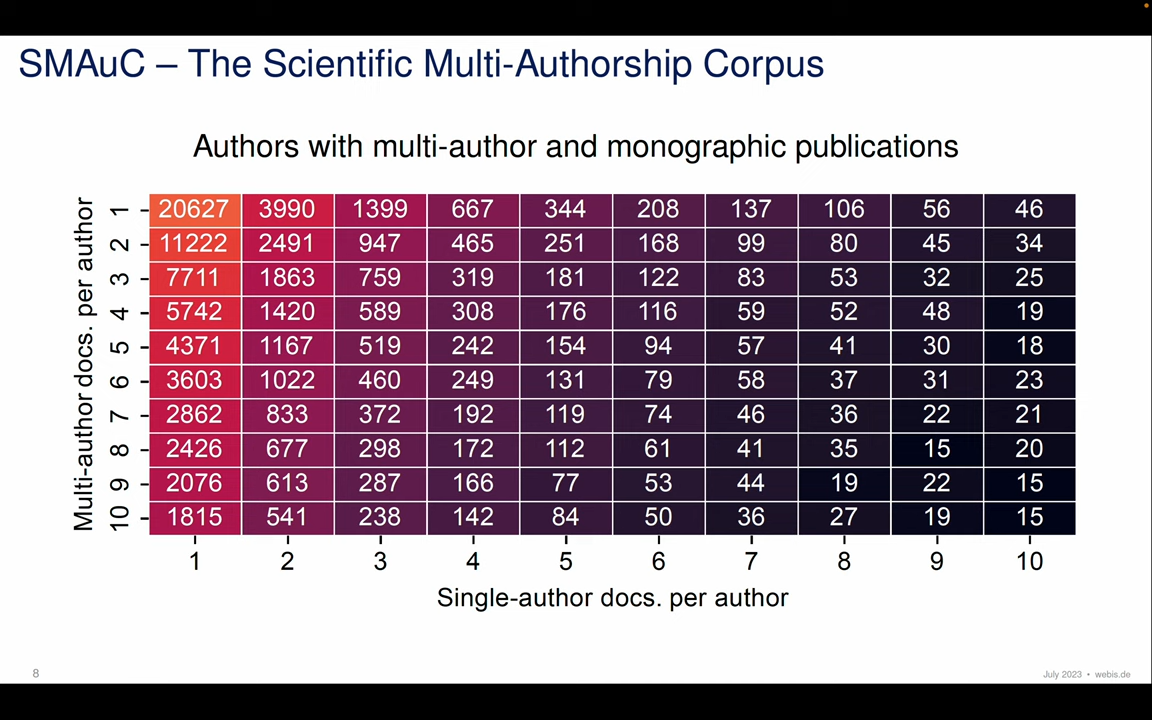 SMAuC – The Scientific Multi-Authorship Corpus
Authors with multi-author and monographic publications
Multi-author docs. per author
1 20627 3990 1399 667 344 208 137 106 56 46
2 11222 2491 947 465 251 168 99 80 45 34
3 7711 1863 759 319 181 122 83 53 32 25
4 5742 1420 589 308 176 116 59 52 48 19
5 4371 1167 519 242 154 94 57 41 30 18
6 3603 1022 460 249 131 79 58 37 31 23
7 2862 833 372 192 119 74 46 36 22 21
8 2426 677 298 172 112 61 41 35 15 20
9 2076 613 287 166 77 53 44 19 22 15
10 1815 541 238 142 84 50 36 27 19 15
1 2 3 4 5 6 7 8 9 10
Single-author docs. per author
8
July 2023 • webis.de